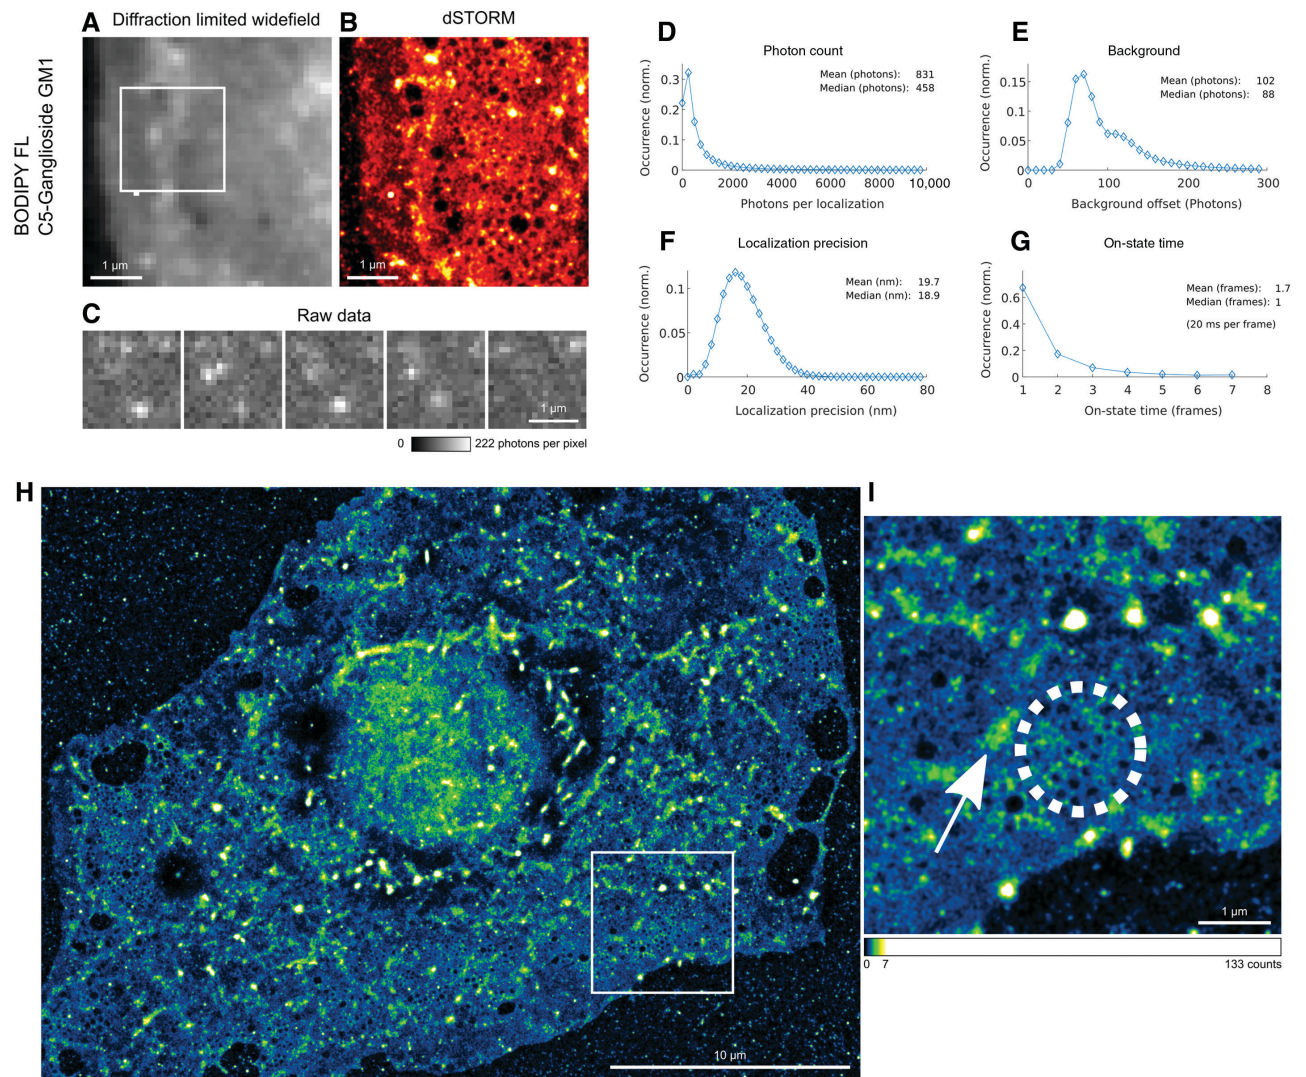 A Diffraction limited widefield
B dSTORM
BODIPY FL
C5-Ganglioside GM1
1 µm
1 µm
C Raw data
1 µm
0 222 photons per pixel
D Photon count
Occurrence (norm.)
0.3
0.2
0.1
0
Mean (photons): 831
Median (photons): 458
0 2000 4000 6000 8000 10,000
Photons per localization
E Background
Occurrence (norm.)
0.15
0.1
0.05
0
Mean (photons): 102
Median (photons): 88
0 100 200 300
Background offset (Photons)
F Localization precision
Occurrence (norm.)
0.1
0.05
0
Mean (nm): 19.7
Median (nm): 18.9
0 20 40 60 80
Localization precision (nm)
G On-state time
Occurrence (norm.)
0.6
0.4
0.2
0
Mean (frames): 1.7
Median (frames): 1
(20 ms per frame)
1 2 3 4 5 6 7 8
On-state time (frames)
H
10 µm
I
1 µm
0 7 133 counts